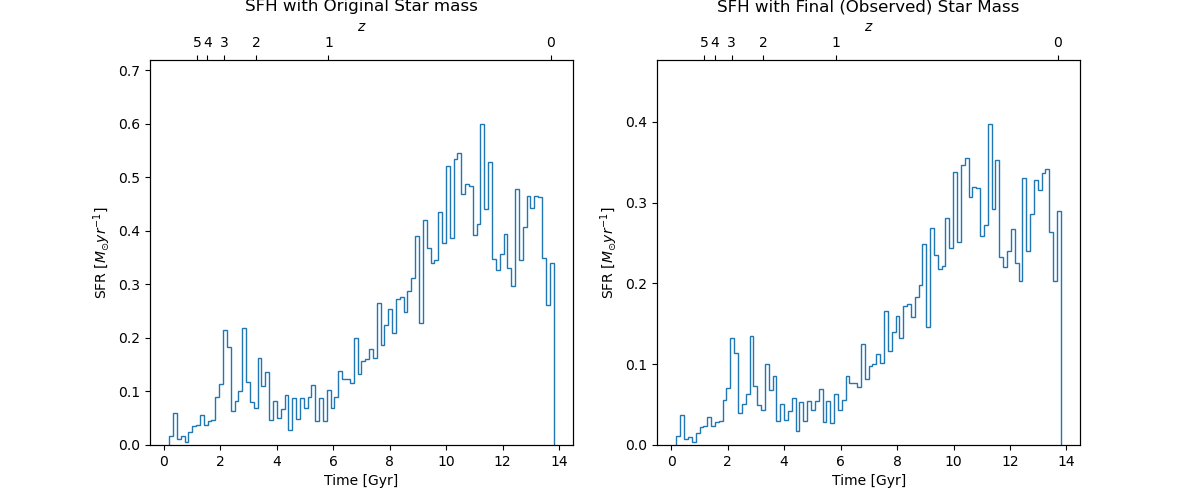 SFH with Original Star mass
z
5 4 3 2 1 0
0.7
0.6
0.5
0.4
0.3
0.2
0.1
0.0
SFR [M⊙yr⁻¹]
0 2 4 6 8 10 12 14
Time [Gyr]
SFH with Final (Observed) Star Mass
z
5 4 3 2 1 0
0.4
0.3
0.2
0.1
0.0
SFR [M⊙yr⁻¹]
0 2 4 6 8 10 12 14
Time [Gyr]